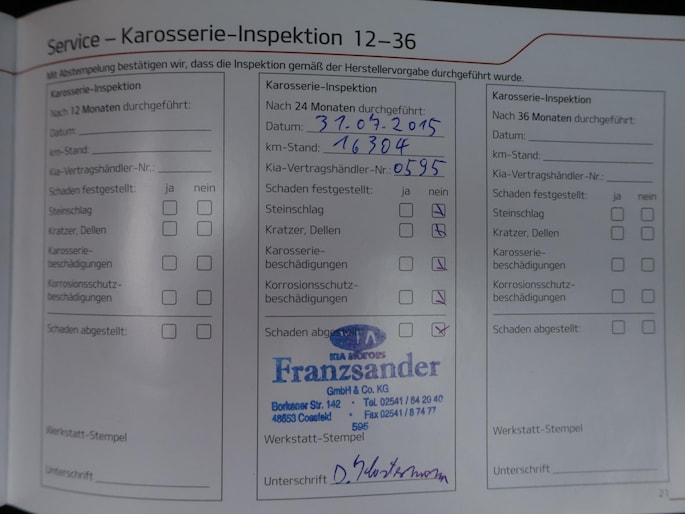 Service – Karosserie-Inspektion 12–36
Mit Abstempelung bestätigen wir, dass die Inspektion gemäß der Herstellervorgabe durchgeführt wurde.
Karosserie-Inspektion
Nach 12 Monaten durchgeführt:
Datum:
km-Stand:
Kia-Vertragshändler-Nr.:
Schaden festgestellt: ja nein
Steinschlag
Kratzer, Dellen
Karosserie-
beschädigungen
Korrosionsschutz-
beschädigungen
Schaden abgestellt:
Werkstatt-Stempel
Unterschrift
Karosserie-Inspektion
Nach 24 Monaten durchgeführt:
Datum: 31.07.2015
km-Stand: 16304
Kia-Vertragshändler-Nr.: 0595
Schaden festgestellt: ja nein
Steinschlag
Kratzer, Dellen
Karosserie-
beschädigungen
Korrosionsschutz-
beschädigungen
Schaden abgestellt:
KIA MOTORS
Franzsander
GmbH & Co. KG
Borkener Str. 142 • Tel. 02541 / 84 20 40
48653 Coesfeld • Fax 02541 / 8 74 77
595
Werkstatt-Stempel
Unterschrift D.
Karosserie-Inspektion
Nach 36 Monaten durchgeführt:
Datum:
km-Stand:
Kia-Vertragshändler-Nr.:
Schaden festgestellt: ja nein
Steinschlag
Kratzer, Dellen
Karosserie-
beschädigungen
Korrosionsschutz-
beschädigungen
Schaden abgestellt:
Werkstatt-Stempel
Unterschrift
21